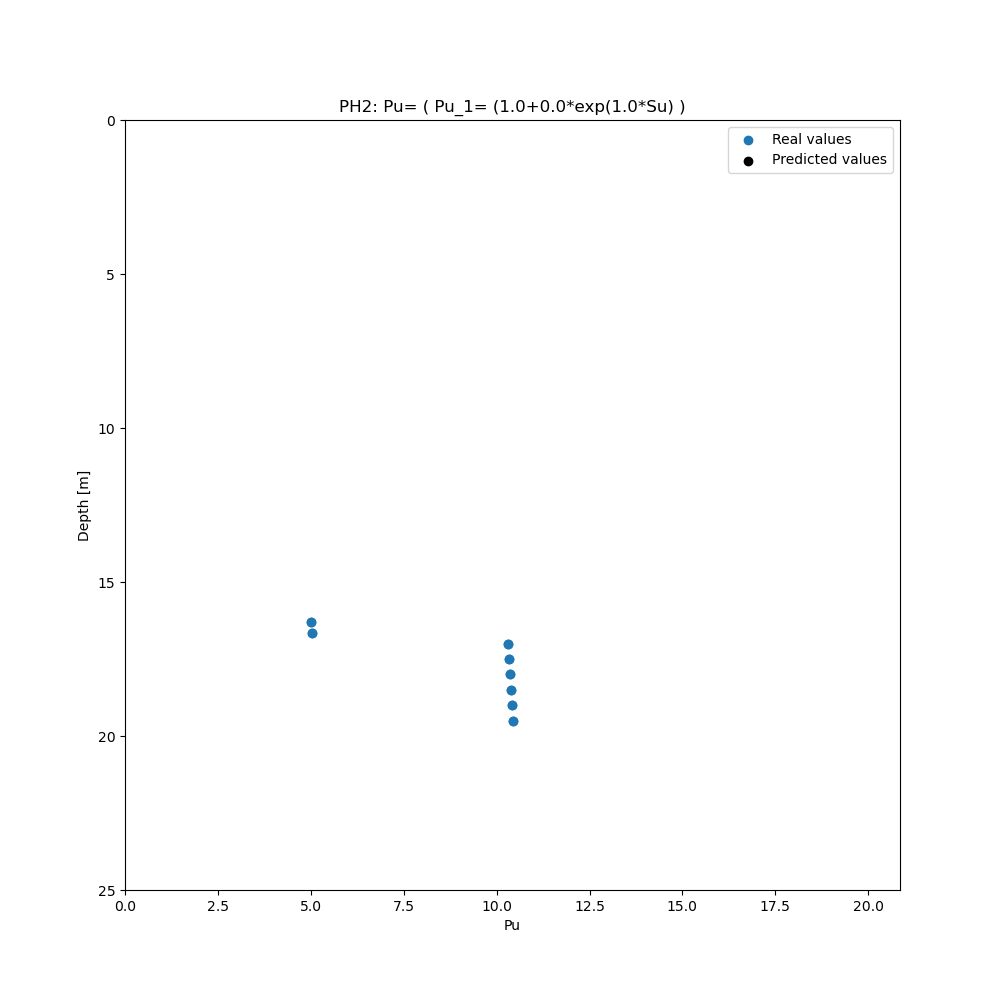 PH2: Pu= ( Pu_1= (1.0+0.0*exp(1.0*Su) )
Real values
Predicted values
0
5
10
15
20
25
Depth [m]
0.0 2.5 5.0 7.5 10.0 12.5 15.0 17.5 20.0
Pu